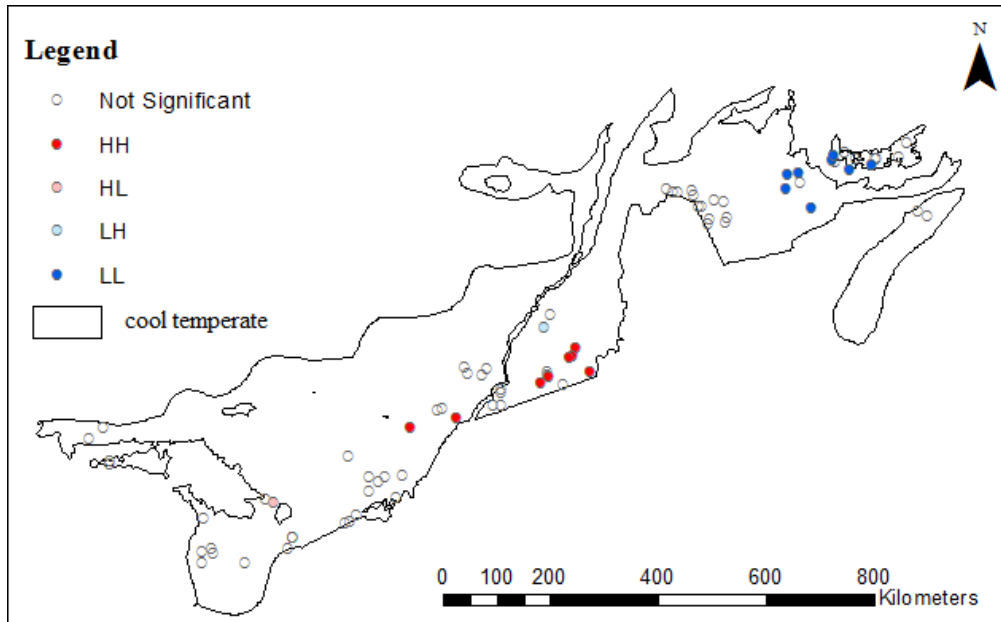 N
Legend
Not Significant
HH
HL
LH
LL
cool temperate
0 100 200 400 600 800
Kilometers